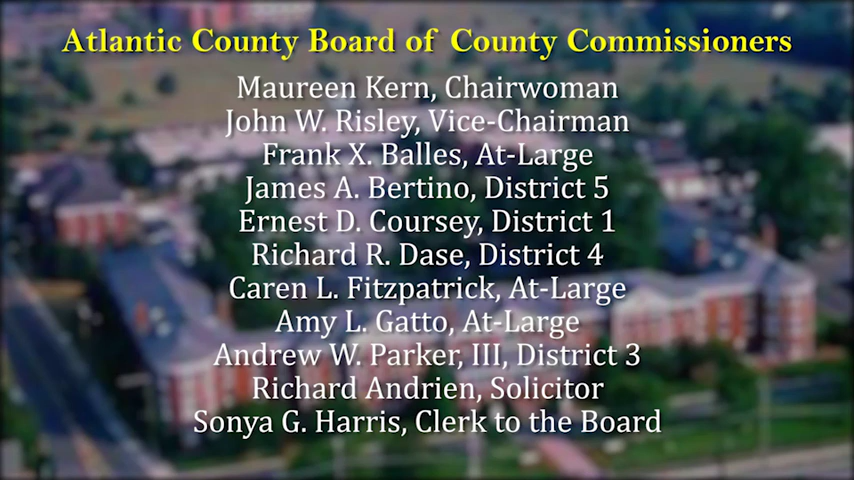 Atlantic County Board of County Commissioners
Maureen Kern, Chairwoman
John W. Risley, Vice-Chairman
Frank X. Balles, At-Large
James A. Bertino, District 5
Ernest D. Coursey, District 1
Richard R. Dase, District 4
Caren L. Fitzpatrick, At-Large
Amy L. Gatto, At-Large
Andrew W. Parker, III, District 3
Richard Andrien, Solicitor
Sonya G. Harris, Clerk to the Board